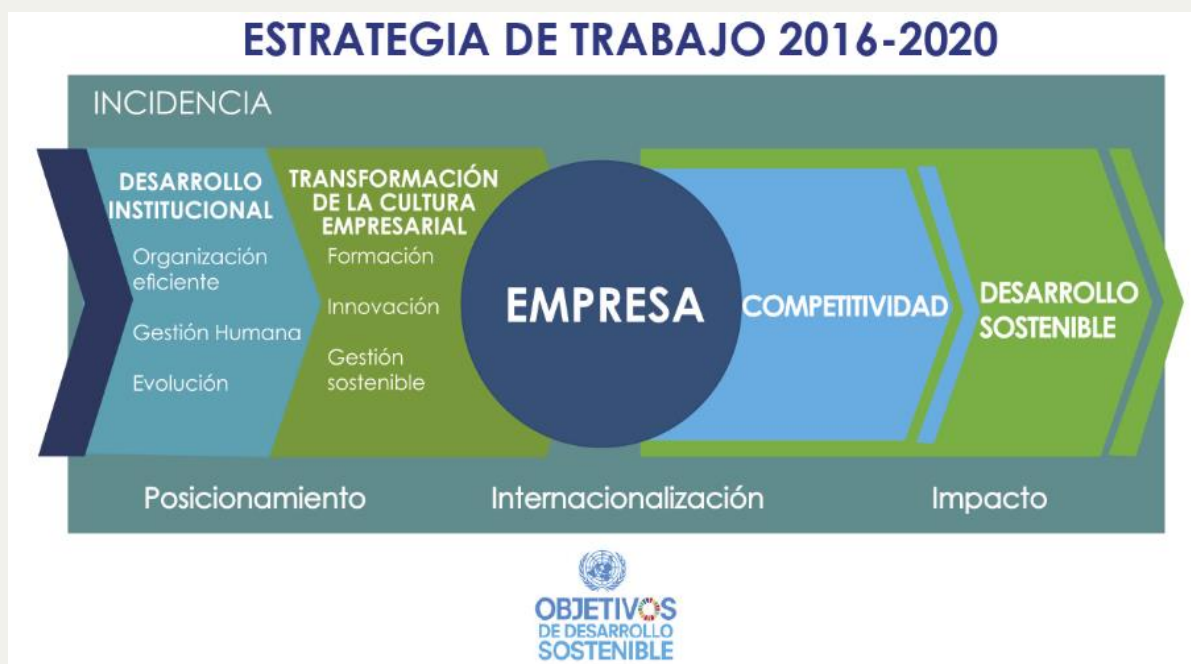 ESTRATEGIA DE TRABAJO 2016-2020
INCIDENCIA
DESARROLLO
INSTITUCIONAL
Organización
eficiente
Gestión Humana
Evolución
TRANSFORMACIÓN
DE LA CULTURA
EMPRESARIAL
Formación
Innovación
Gestión
sostenible
EMPRESA
COMPETITIVIDAD
DESARROLLO
SOSTENIBLE
Posicionamiento
Internacionalización
Impacto
OBJETIVOS
DE DESARROLLO
SOSTENIBLE